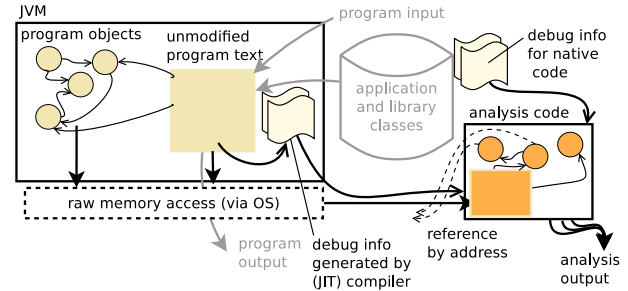 JVM
program objects
unmodified
program text
program input
debug info
for native
code
application
and library
classes
analysis code
raw memory access (via OS)
program
output
debug info
generated by
(JIT) compiler
reference
by address
analysis
output